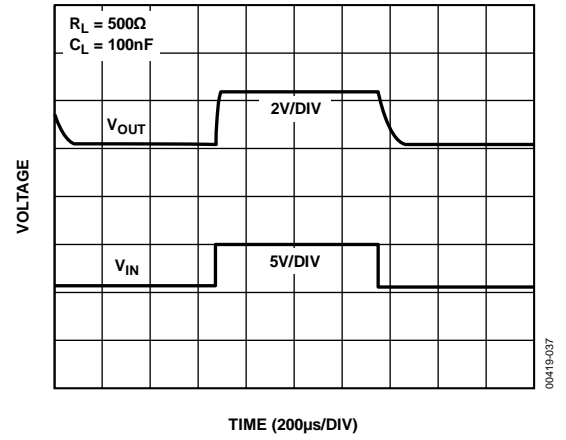 RL = 500Ω
CL = 100nF
2V/DIV
VOUT
VOLTAGE
VIN
5V/DIV
00419-037
TIME (200µs/DIV)